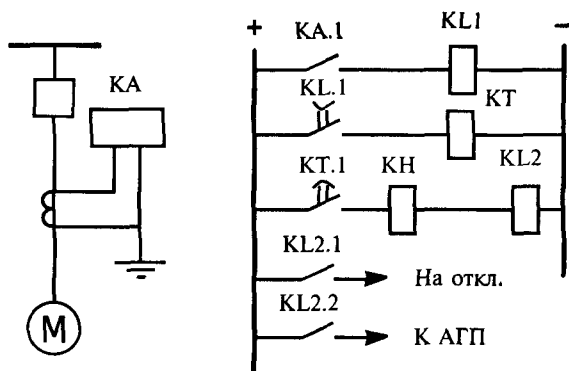 KA
M
+
–
KA.1
KL1
KL.1
KT
KT.1
KH
KL2
KL2.1
На откл.
KL2.2
К АГП